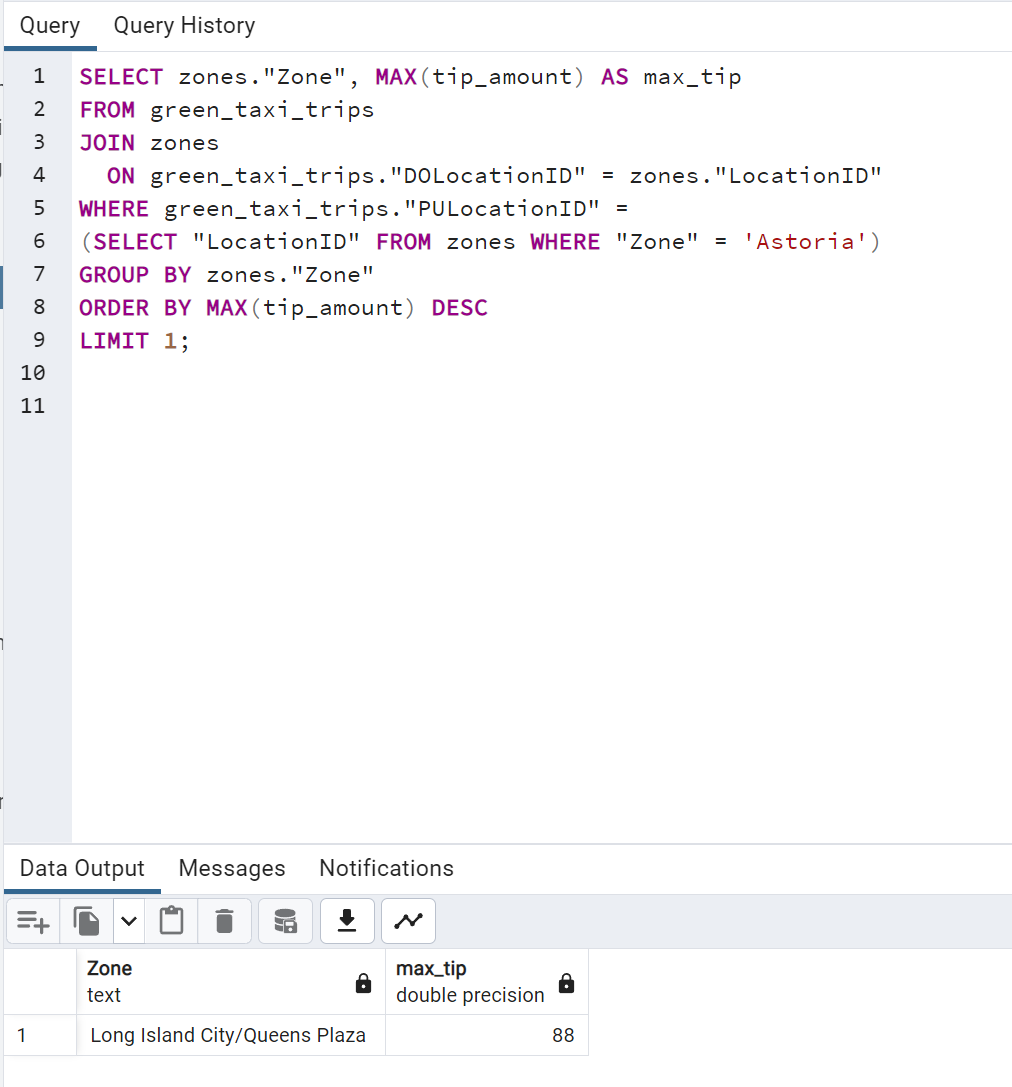 Query Query History
1 SELECT zones."Zone", MAX(tip_amount) AS max_tip
2 FROM green_taxi_trips
3 JOIN zones
4 ON green_taxi_trips."DOLocationID" = zones."LocationID"
5 WHERE green_taxi_trips."PULocationID" =
6 (SELECT "LocationID" FROM zones WHERE "Zone" = 'Astoria')
7 GROUP BY zones."Zone"
8 ORDER BY MAX(tip_amount) DESC
9 LIMIT 1;
10
11
Data Output Messages Notifications
Zone max_tip
text double precision
1 Long Island City/Queens Plaza 88